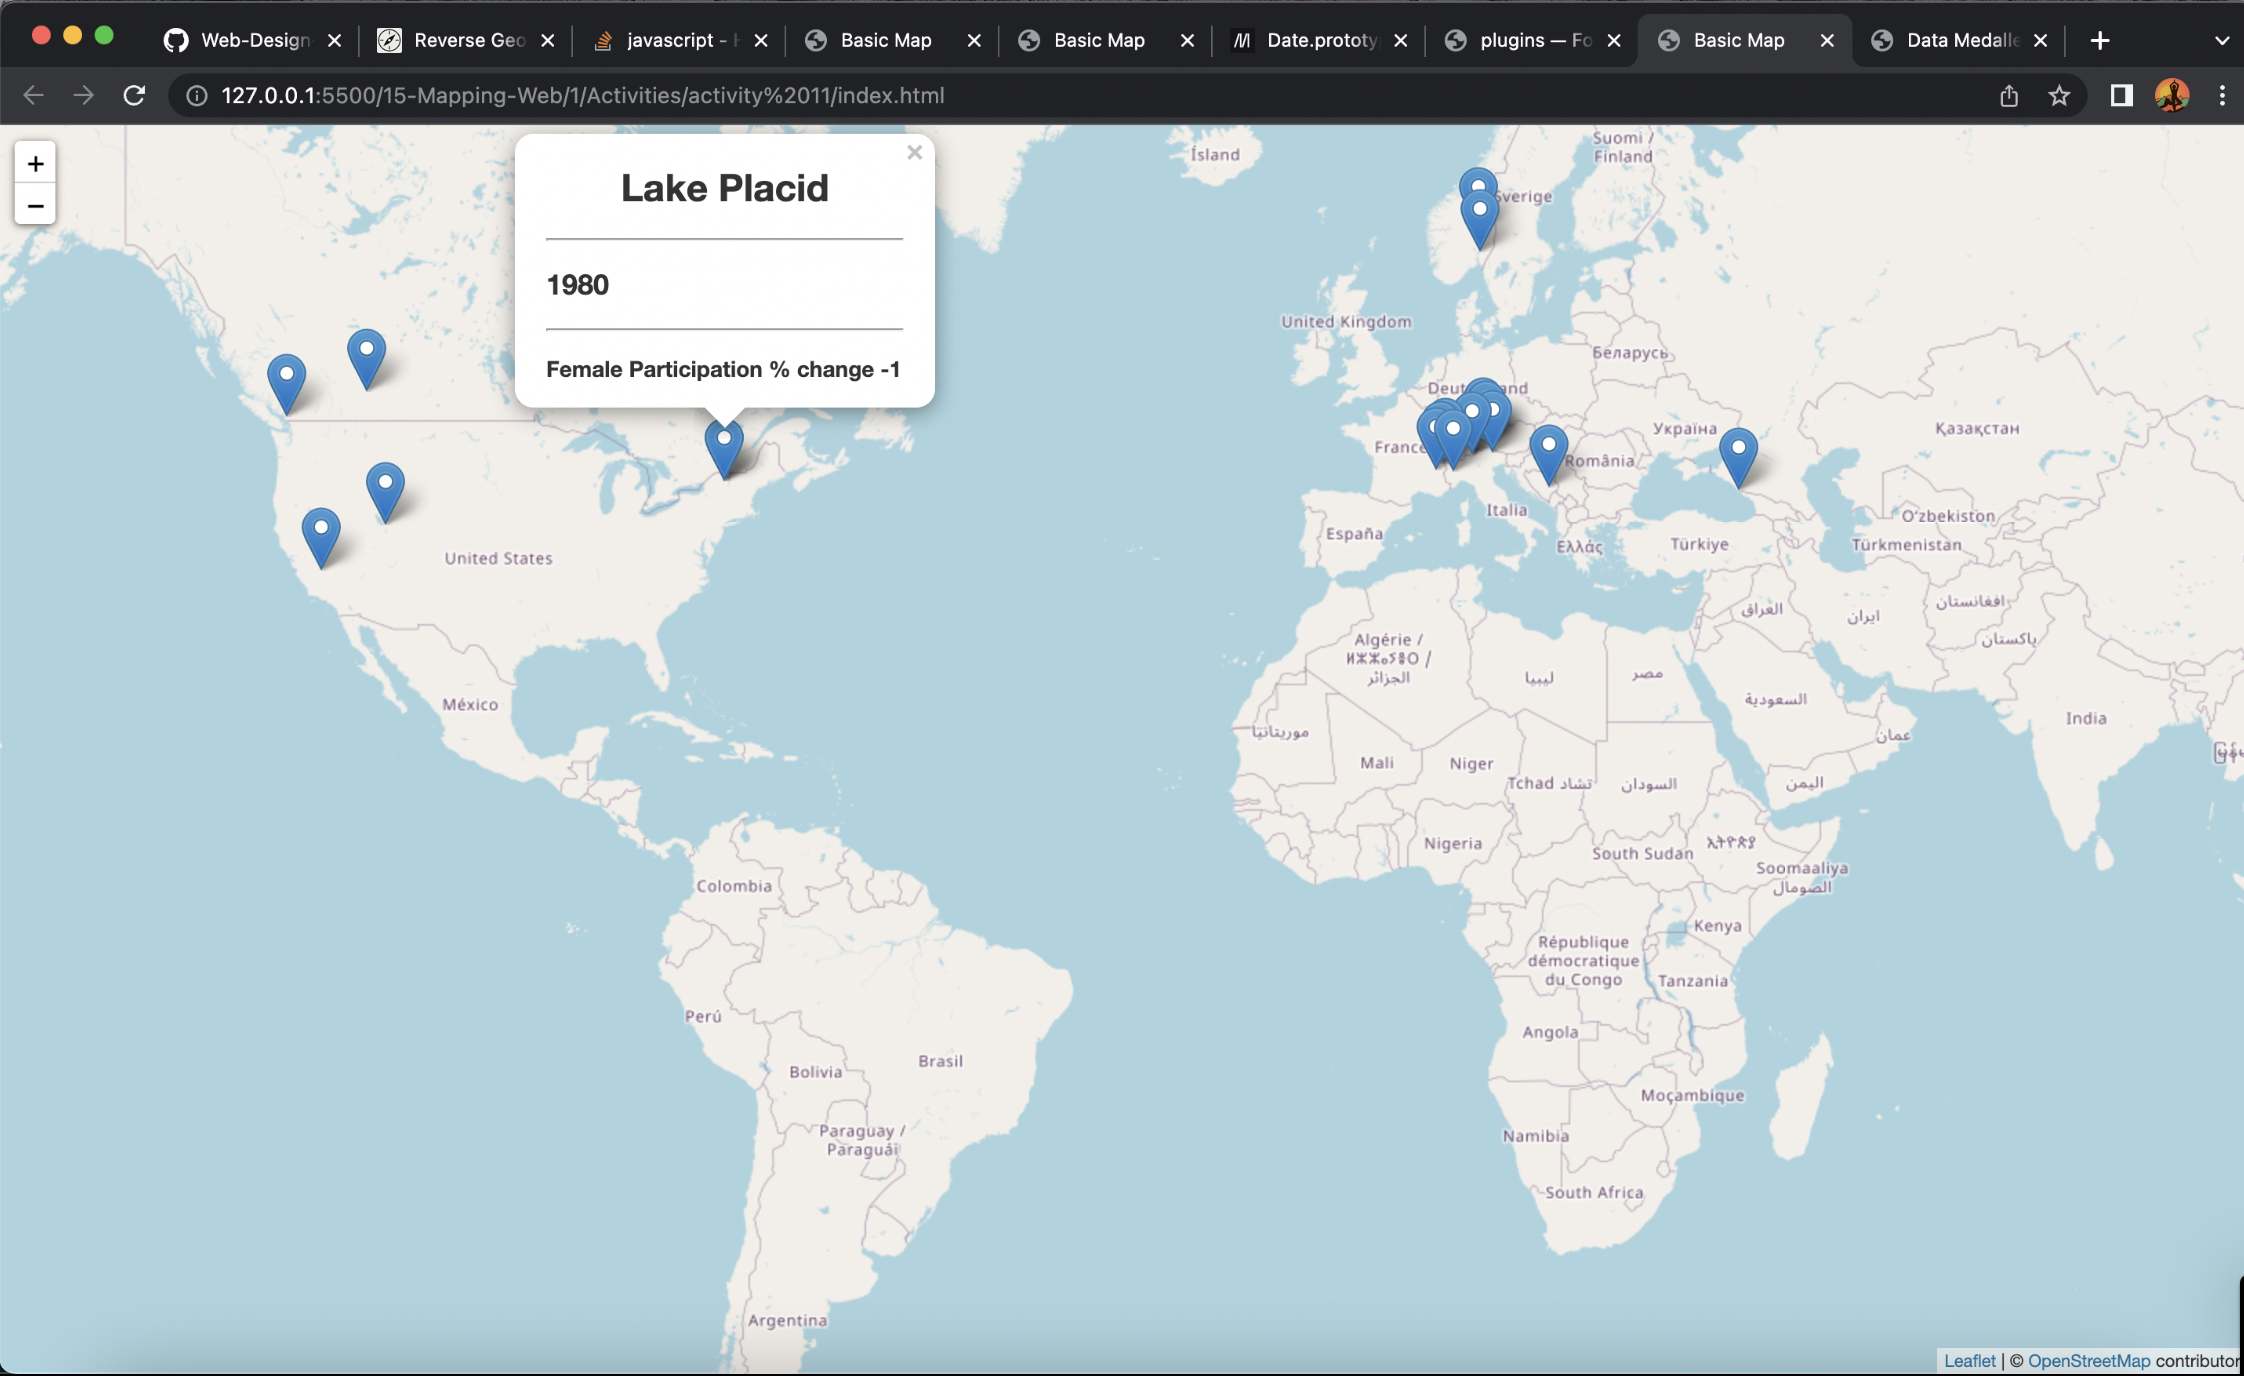 Web-Design
Reverse Geo
javascript -
Basic Map
Basic Map
Date.prototy
plugins — Fo
Basic Map
Data Medalle
127.0.0.1:5500/15-Mapping-Web/1/Activities/activity%2011/index.html
+
−
×
Lake Placid
1980
Female Participation % change -1
Ísland
Suomi /
Finland
Sverige
United Kingdom
Беларусь
Deutschland
France
Україна
România
Қазақстан
Italia
España
Ελλάς
Türkiye
O‘zbekiston
Türkmenistan
United States
México
العراق
ايران
افغانستان
پاکستان
Algérie /
ⵍⵣⵣⴰⵢⴻⵔ /
الجزائر
ليبيا
مصر
السعودية
India
موريتانيا
عمان
Mali
Niger
Tchad تشاد
السودان
اليمن
Nigeria
South Sudan
ኢትዮጵያ
Soomaaliya
الصومال
Colombia
Kenya
République
démocratique
du Congo
Tanzania
Perú
Angola
Brasil
Bolivia
Moçambique
Paraguay /
Paraguái
Namibia
South Africa
Argentina
Leaflet | © OpenStreetMap contributor